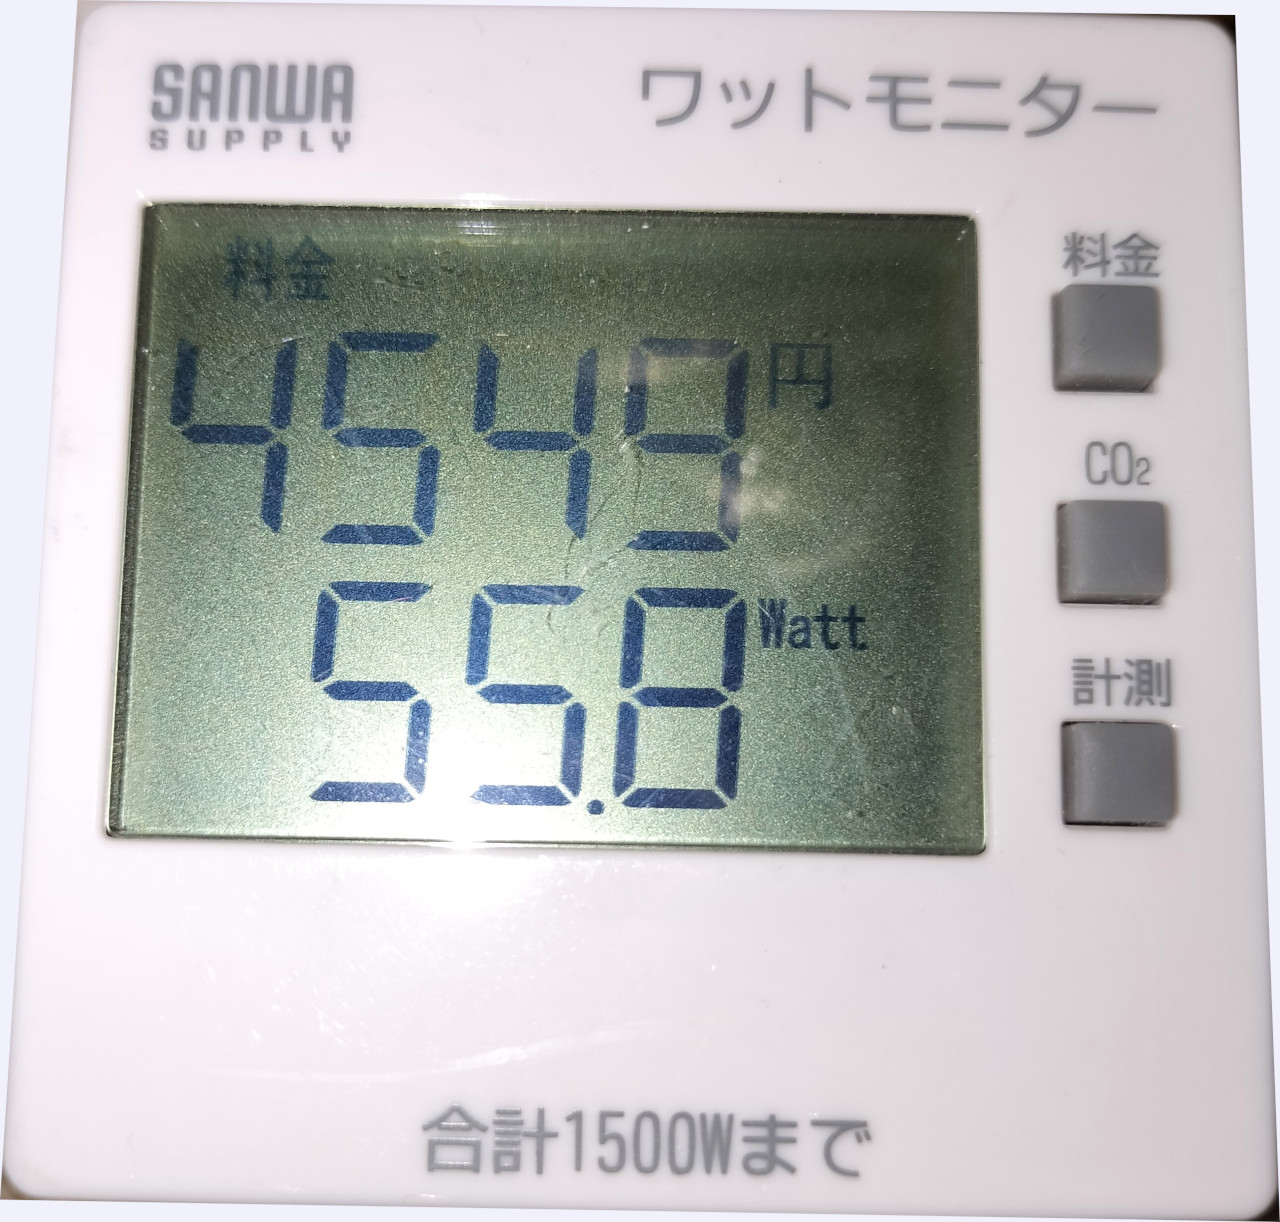 SANWA
SUPPLY
ワットモニター
料金
4549円
55.8Watt
料金
CO2
計測
合計1500Wまで